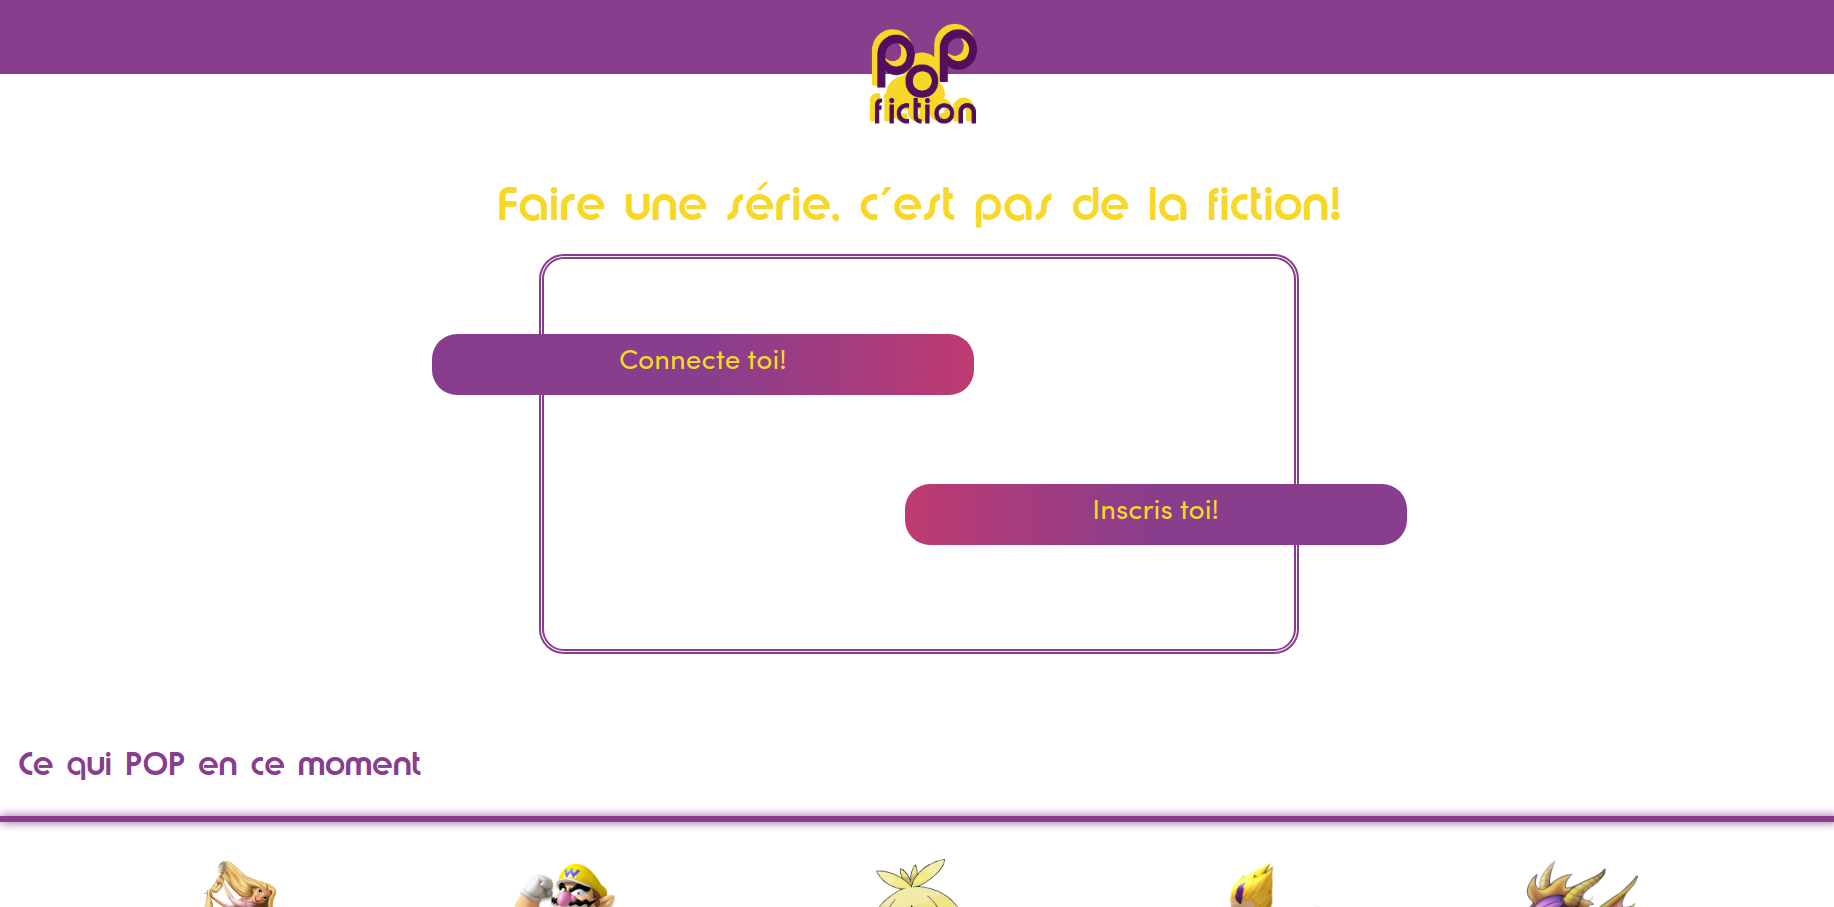 PoP
fiction
Faire une série, c'est pas de la fiction!
Connecte toi!
Inscris toi!
Ce qui POP en ce moment
W